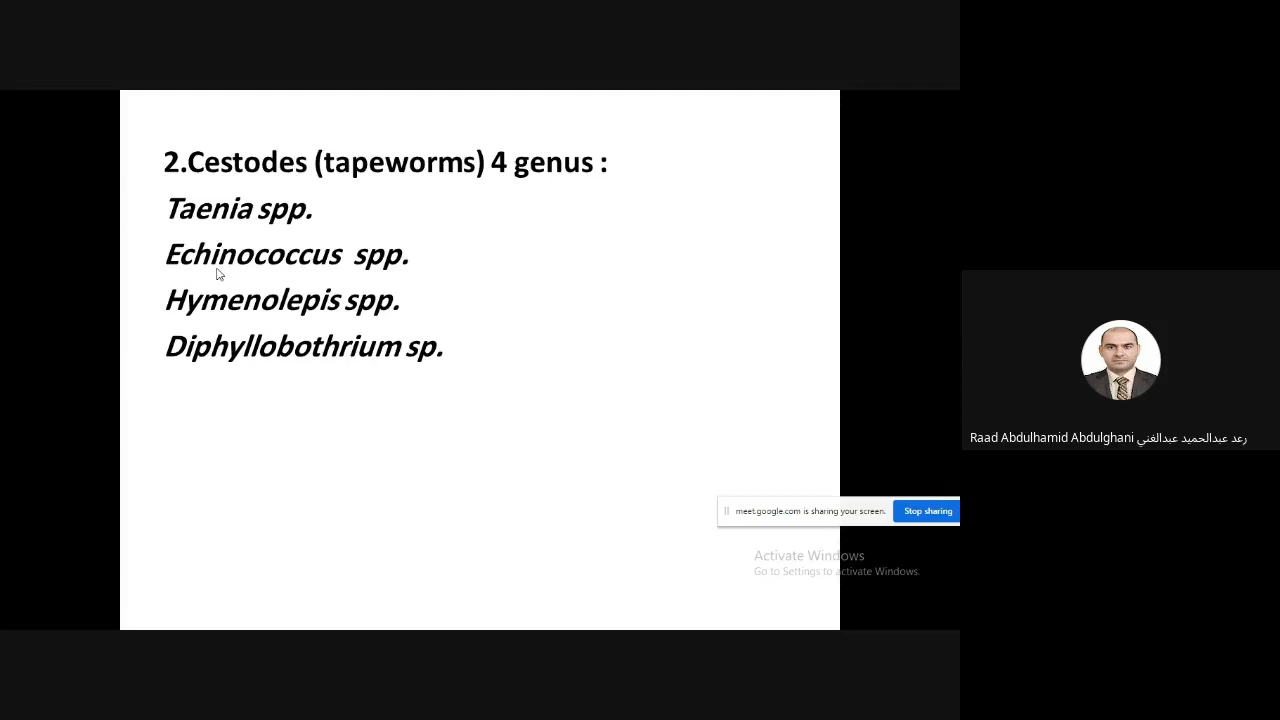 2.Cestodes (tapeworms) 4 genus :
Taenia spp.
Echinococcus spp.
Hymenolepis spp.
Diphyllobothrium sp.
Raad Abdulhamid Abdulghani رعد عبدالحميد عبدالغني
meet.google.com is sharing your screen. Stop sharing
Activate Windows
Go to Settings to activate Windows.